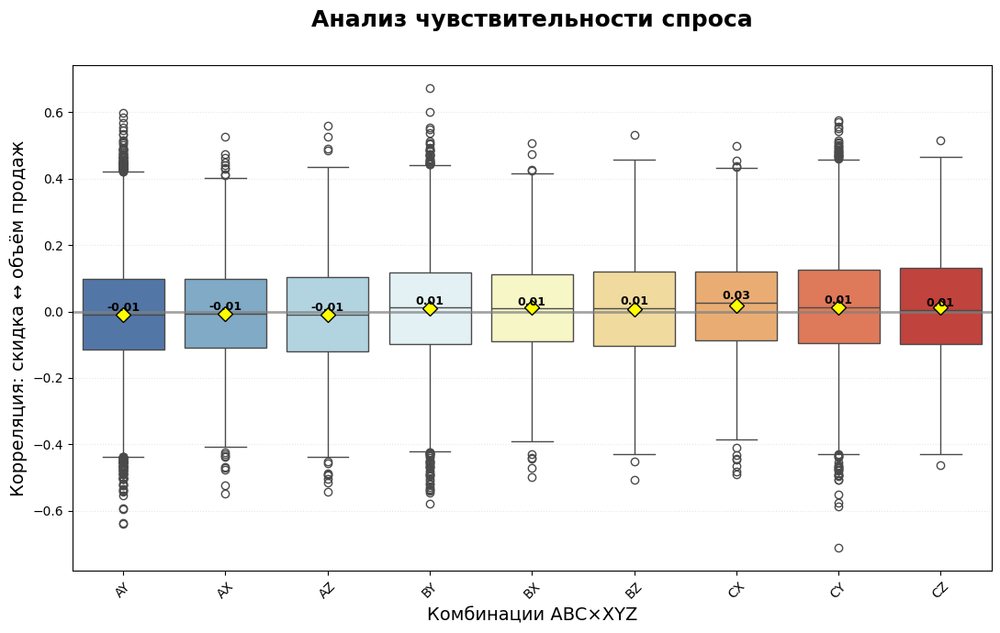 Анализ чувствительности спроса
Корреляция: скидка ↔ объём продаж
0.6
0.4
0.2
0.0
−0.2
−0.4
−0.6
-0.01
-0.01
-0.01
0.01
0.01
0.01
0.03
0.01
0.01
AY
AX
AZ
BY
BX
BZ
CX
CY
CZ
Комбинации ABC×XYZ